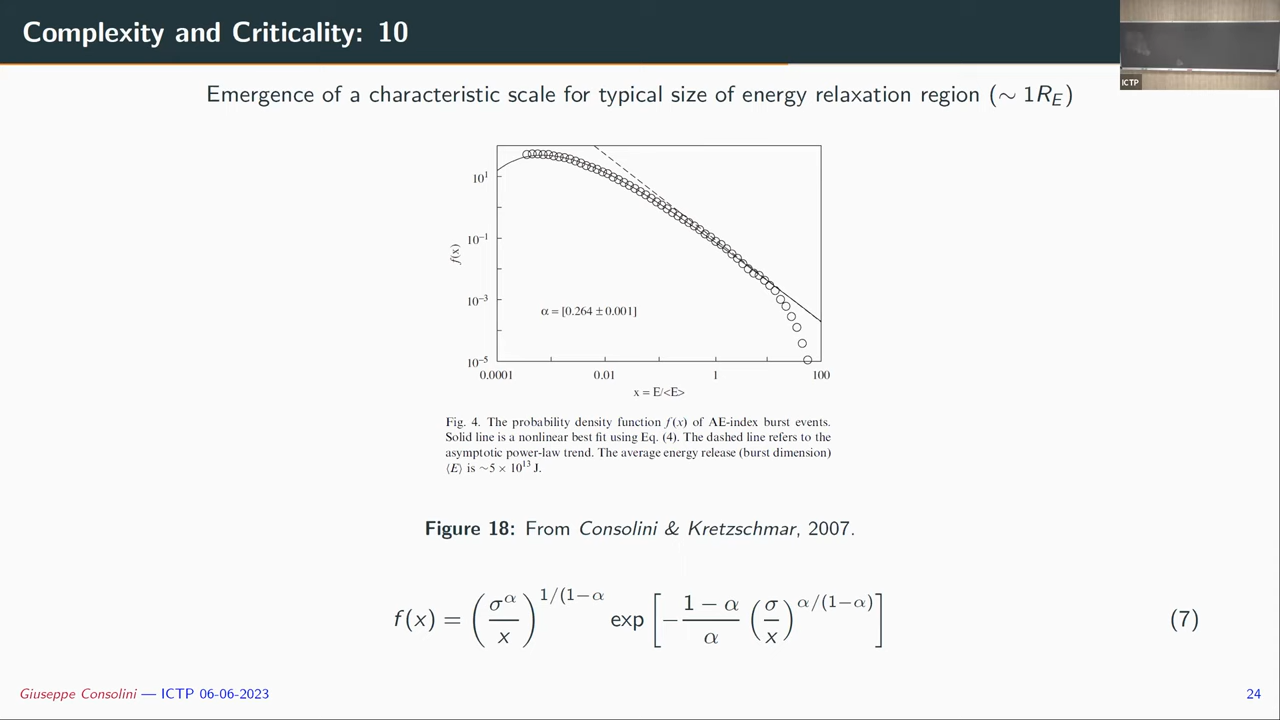 Complexity and Criticality: 10
ICTP
Emergence of a characteristic scale for typical size of energy relaxation region (∼ 1R_E)
10¹
10⁻¹
f(x)
10⁻³
α = [0.264 ± 0.001]
10⁻⁵
0.0001 0.01 1 100
x = E/<E>
Fig. 4. The probability density function f(x) of AE-index burst events.
Solid line is a nonlinear best fit using Eq. (4). The dashed line refers to the
asymptotic power-law trend. The average energy release (burst dimension)
⟨E⟩ is ∼5 × 10¹³ J.
Figure 18: From Consolini & Kretzschmar, 2007.
f(x) = (σ^α/x)^{1/(1−α} exp[−(1 − α)/α (σ/x)^{α/(1−α)}] (7)
Giuseppe Consolini — ICTP 06-06-2023 24